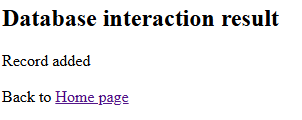 Database interaction result
Record added
Back to Home page